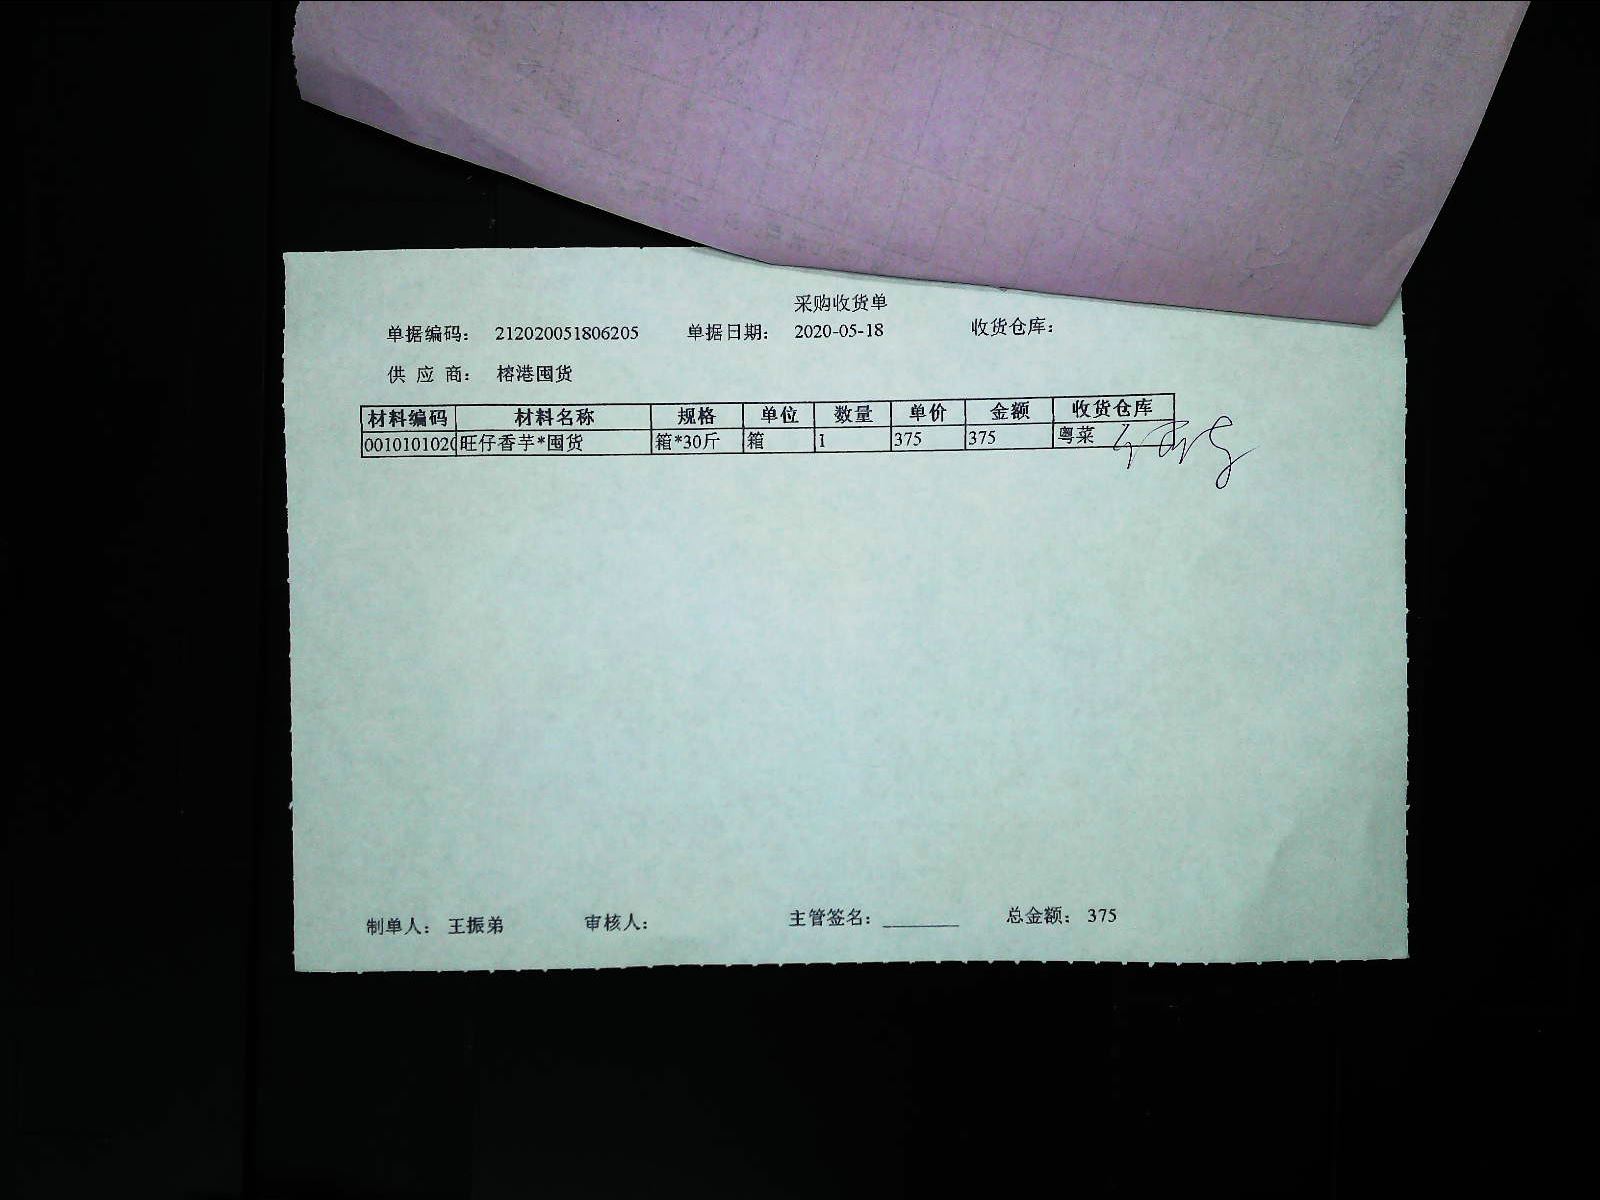 采购收货单
单据编码： 212020051806205 单据日期： 2020-05-18 收货仓库：
供 应 商： 榕港囤货
材料编码 材料名称 规格 单位 数量 单价 金额 收货仓库
0010101020 旺仔香芋*囤货 箱*30斤 箱 1 375 375 粤菜
制单人： 王振弟 审核人： 主管签名： ________ 总金额： 375